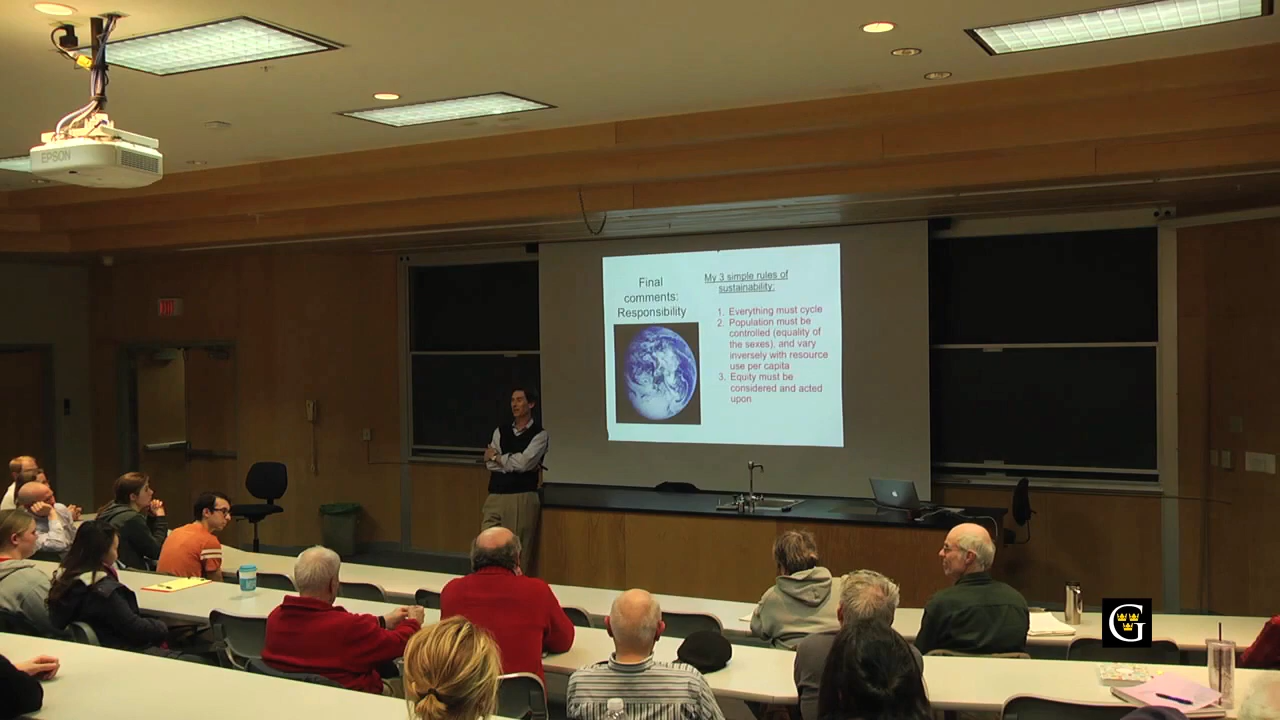 EPSON
Final
comments:
Responsibility
My 3 simple rules of
sustainability:
1. Everything must cycle
2. Population must be
controlled (equality of
the sexes), and vary
inversely with resource
use per capita
3. Equity must be
considered and acted
upon
G